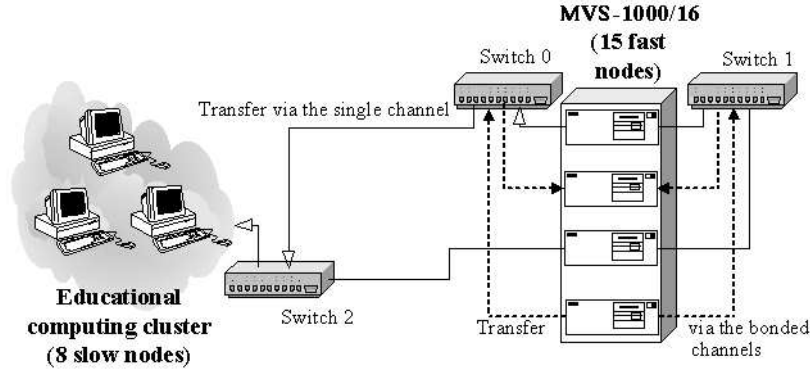 MVS-1000/16
(15 fast
nodes)
Switch 0
Switch 1
Transfer via the single channel
Educational
computing cluster
(8 slow nodes)
Switch 2
Transfer
via the bonded
channels